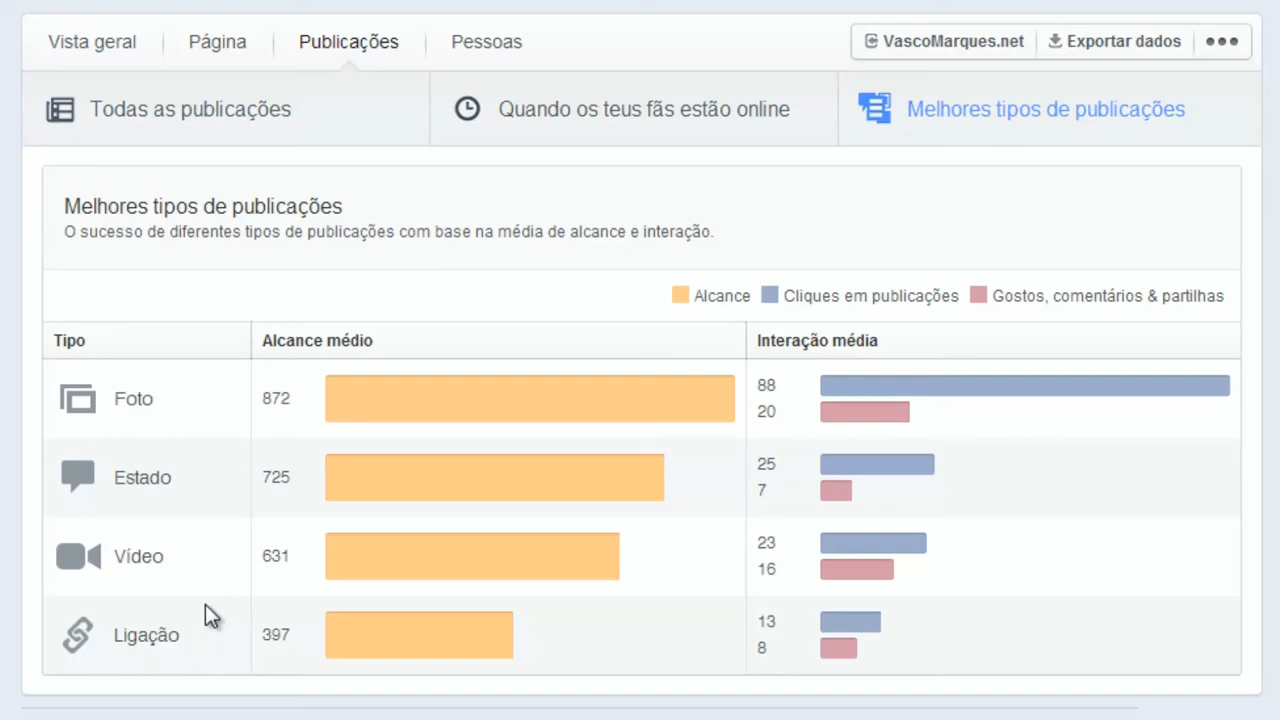 Vista geral Página Publicações Pessoas VascoMarques.net Exportar dados
Todas as publicações Quando os teus fãs estão online Melhores tipos de publicações
Melhores tipos de publicações
O sucesso de diferentes tipos de publicações com base na média de alcance e interação.
Alcance Cliques em publicações Gostos, comentários & partilhas
Tipo Alcance médio Interação média
Foto 872 88
20
Estado 725 25
7
Vídeo 631 23
16
Ligação 397 13
8